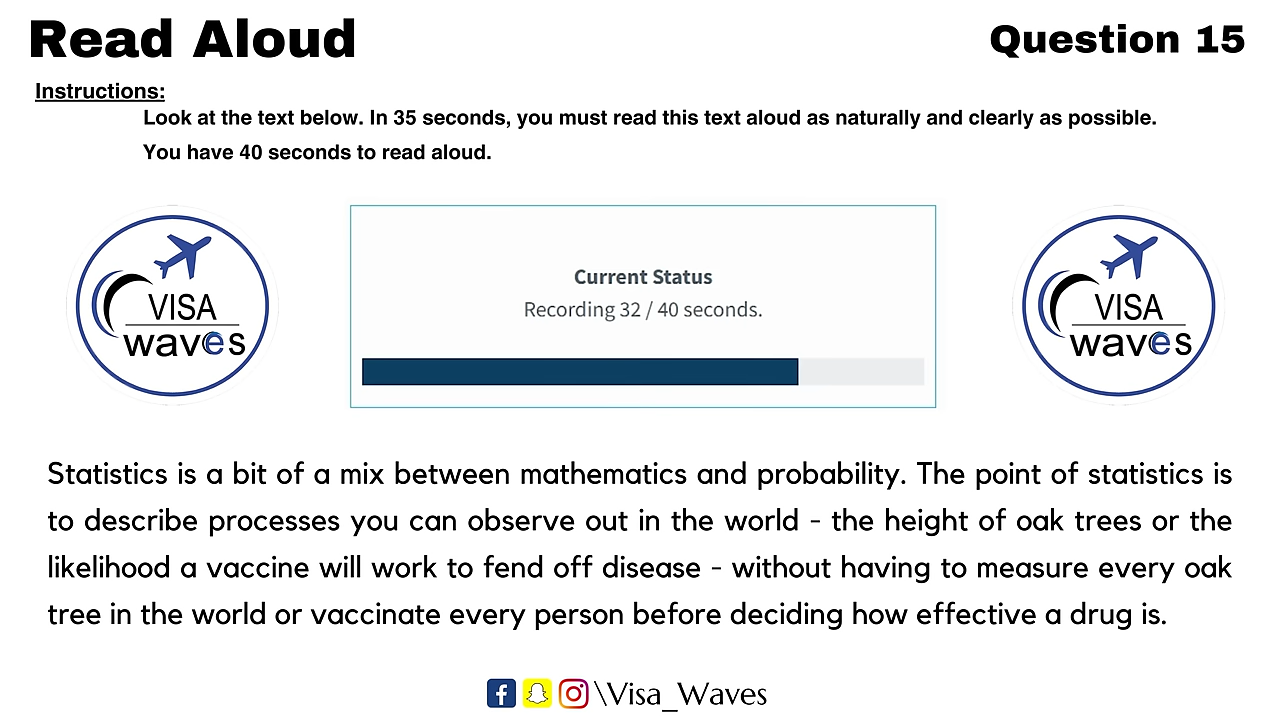 Read Aloud
Question 15
Instructions:
Look at the text below. In 35 seconds, you must read this text aloud as naturally and clearly as possible.
You have 40 seconds to read aloud.
VISA
waves
Current Status
Recording 32 / 40 seconds.
VISA
waves
Statistics is a bit of a mix between mathematics and probability. The point of statistics is
to describe processes you can observe out in the world - the height of oak trees or the
likelihood a vaccine will work to fend off disease - without having to measure every oak
tree in the world or vaccinate every person before deciding how effective a drug is.
\Visa_Waves